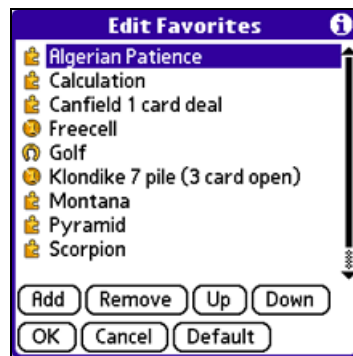 Edit Favorites
Algerian Patience
Calculation
Canfield 1 card deal
Freecell
Golf
Klondike 7 pile (3 card open)
Montana
Pyramid
Scorpion
Add Remove Up Down
OK Cancel Default